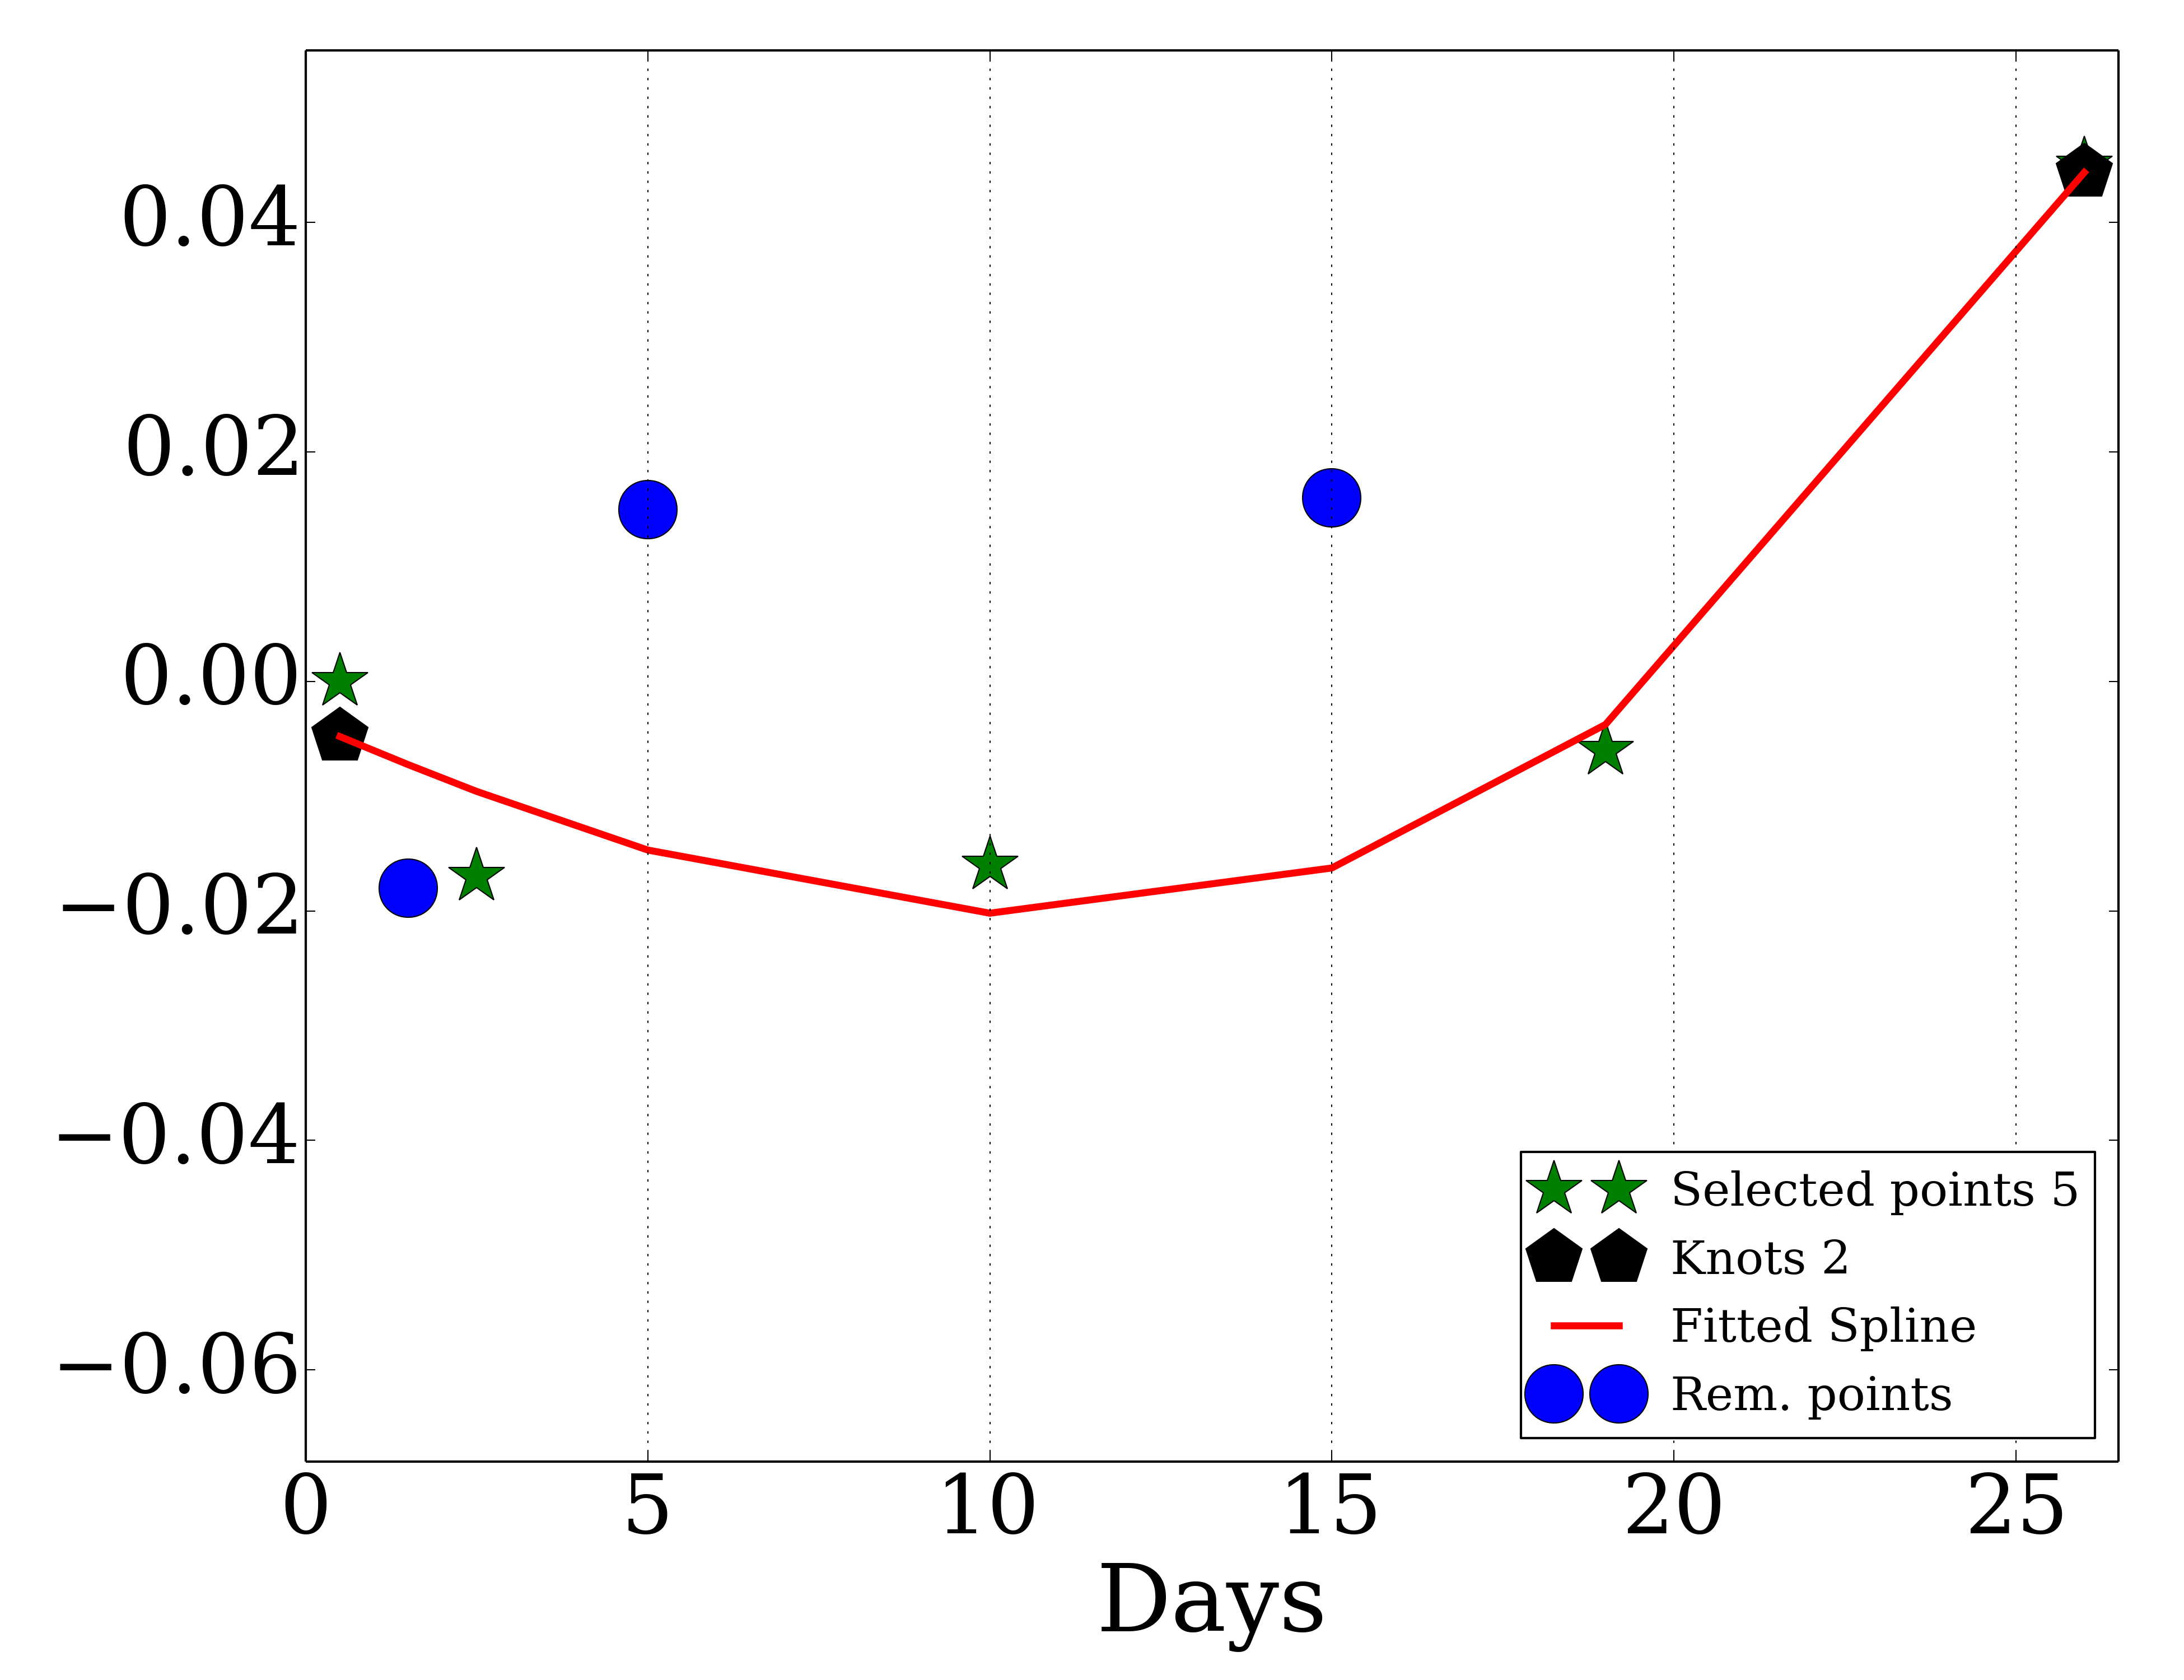 0.04
0.02
0.00
−0.02
−0.04
−0.06
0 5 10 15 20 25
Days
Selected points 5
Knots 2
Fitted Spline
Rem. points